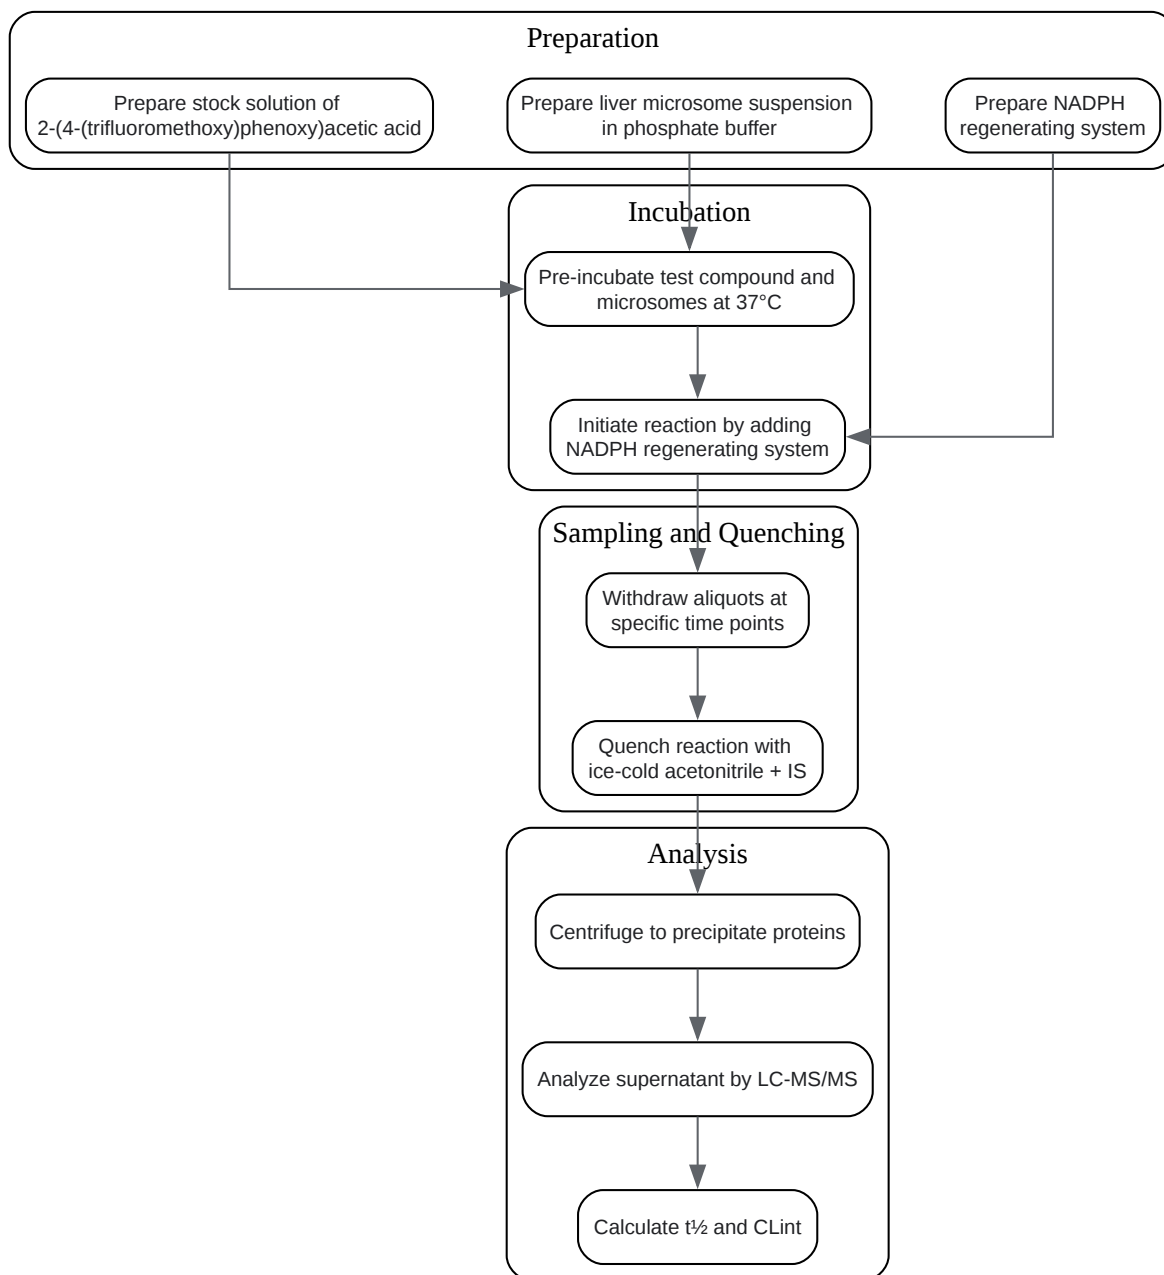 Preparation
Prepare stock solution of
2-(4-(trifluoromethoxy)phenoxy)acetic acid
Prepare liver microsome suspension
in phosphate buffer
Prepare NADPH
regenerating system
Incubation
Pre-incubate test compound and
microsomes at 37°C
Initiate reaction by adding
NADPH regenerating system
Sampling and Quenching
Withdraw aliquots at
specific time points
Quench reaction with
ice-cold acetonitrile + IS
Analysis
Centrifuge to precipitate proteins
Analyze supernatant by LC-MS/MS
Calculate t½ and CLint